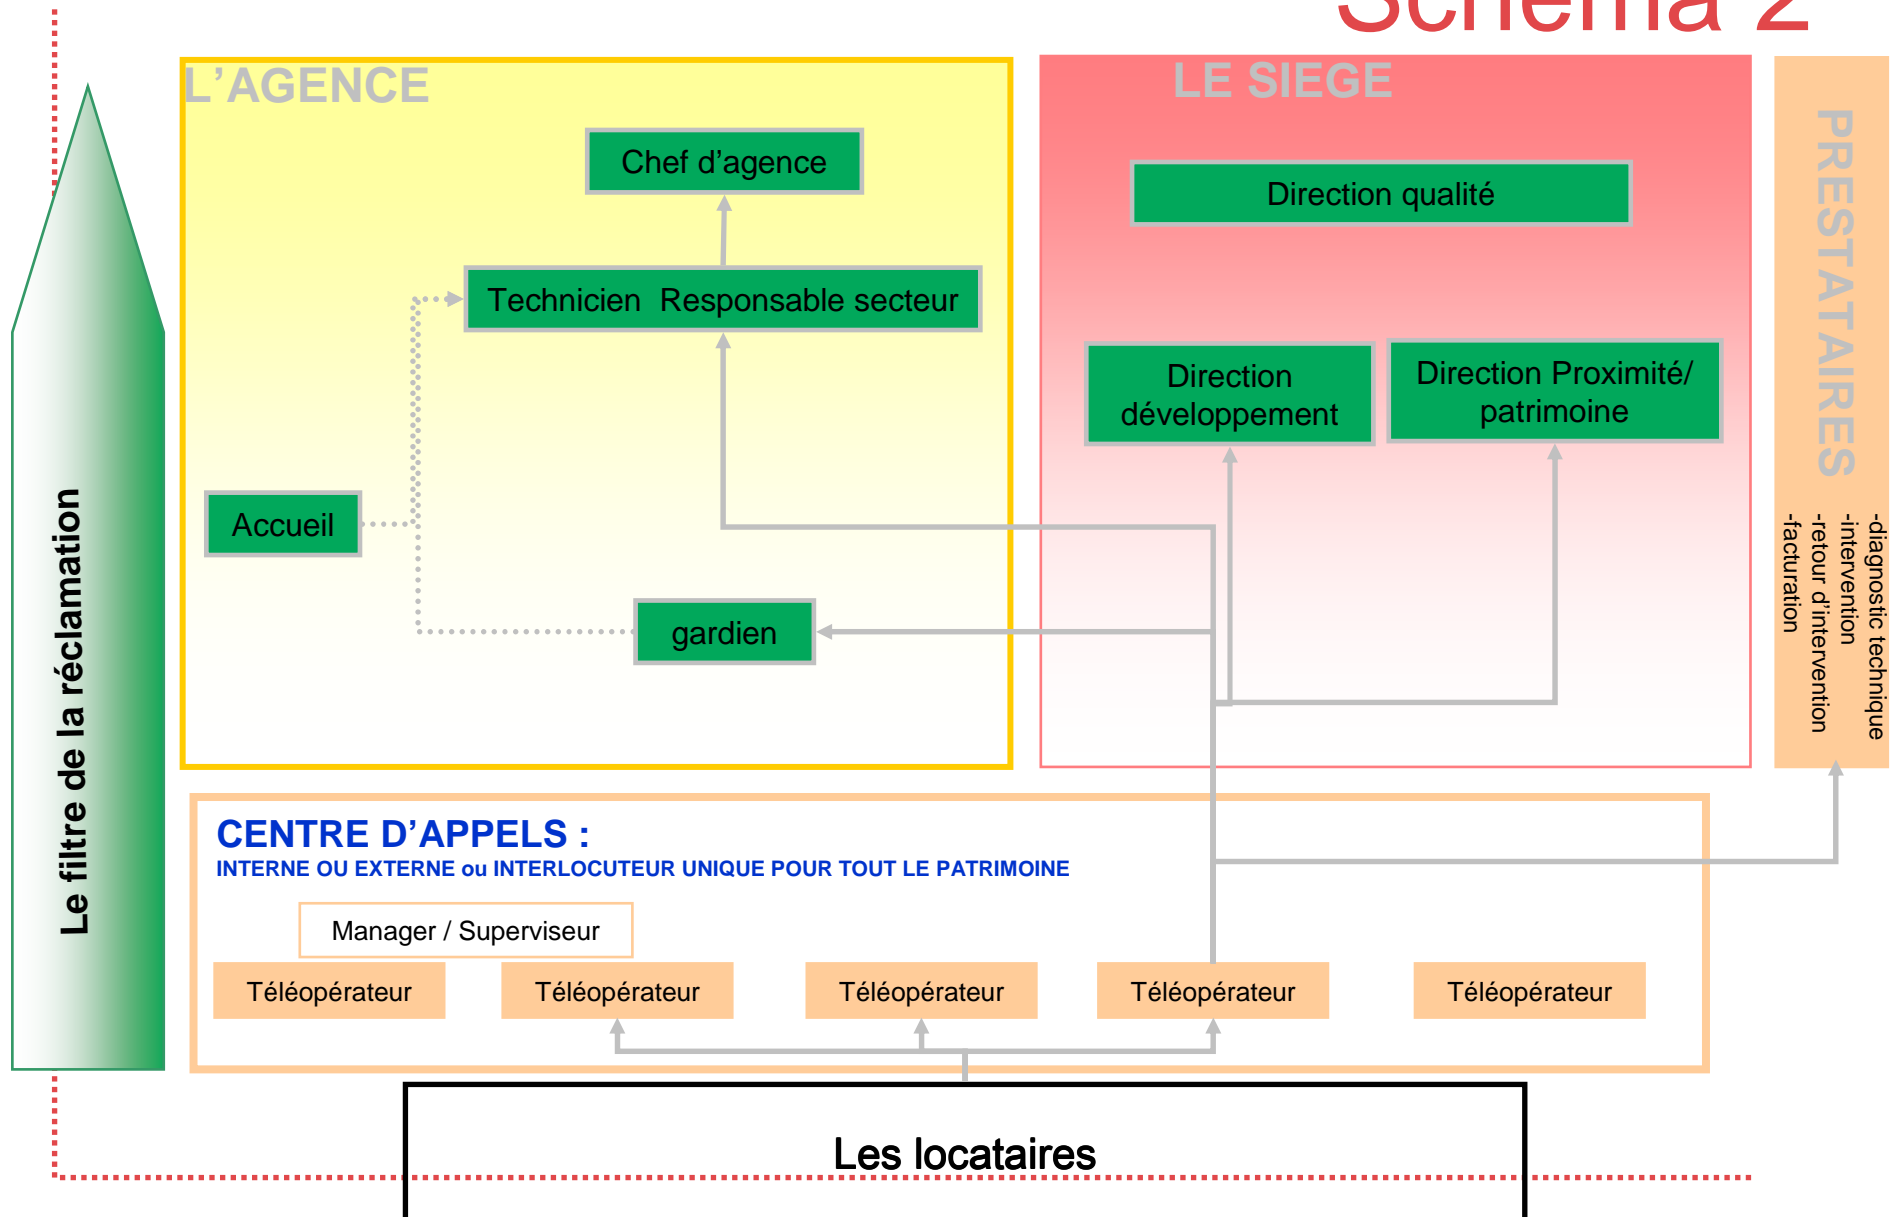 Schéma 2
L’AGENCE
LE SIEGE
PRESTATAIRES
-diagnostic technique
-intervention
-retour d’intervention
-facturation
Chef d’agence
Direction qualité
Technicien  Responsable secteur
Direction
développement
Direction Proximité/
patrimoine
Accueil
gardien
Le filtre de la réclamation
CENTRE D’APPELS :
INTERNE OU EXTERNE ou INTERLOCUTEUR UNIQUE POUR TOUT LE PATRIMOINE
Manager / Superviseur
Téléopérateur
Téléopérateur
Téléopérateur
Téléopérateur
Téléopérateur
Les locataires